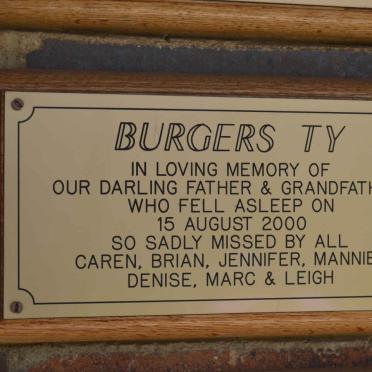 BURGERS TY
IN LOVING MEMORY OF
OUR DARLING FATHER & GRANDFATH
WHO FELL ASLEEP ON
15 AUGUST 2000
SO SADLY MISSED BY ALL
CAREN, BRIAN, JENNIFER, MANNIE
DENISE, MARC & LEIGH